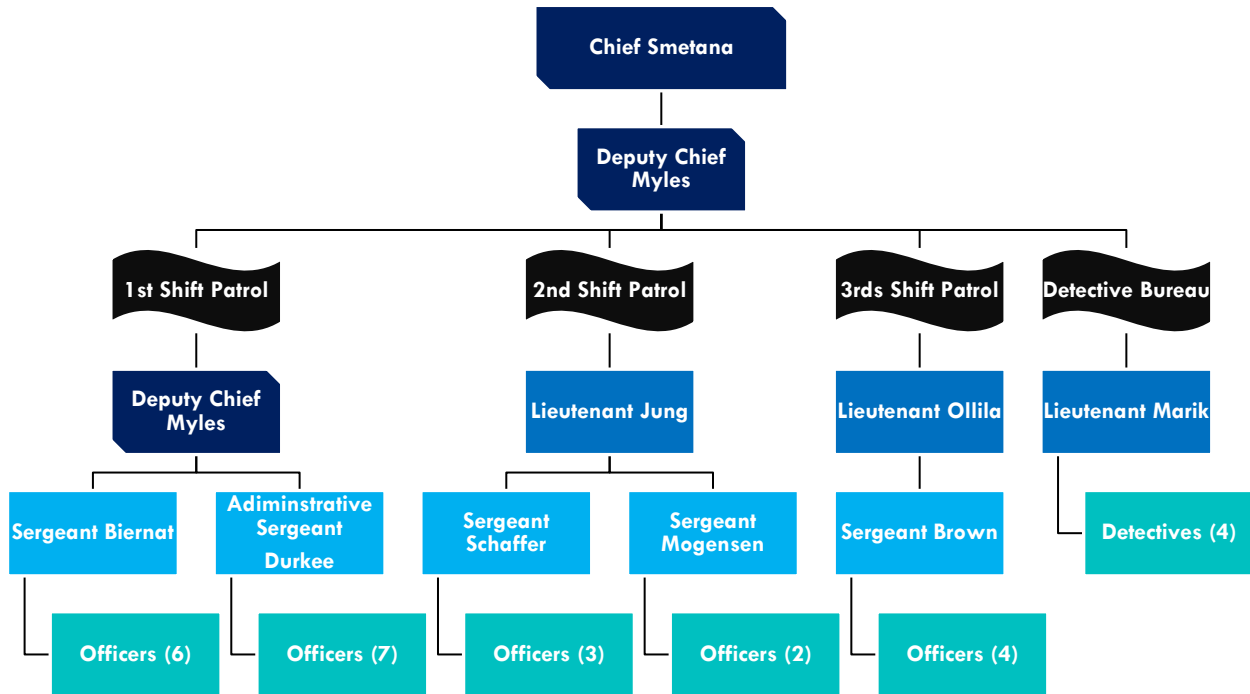 Chief Smetana
Deputy Chief
Myles
1st Shift Patrol
2nd Shift Patrol
3rds Shift Patrol
Detective Bureau
Deputy Chief
Myles
Lieutenant Jung
Lieutenant Ollila
Lieutenant Marik
Sergeant Biernat
Adiminstrative
Sergeant
Durkee
Sergeant
Schaffer
Sergeant
Mogensen
Sergeant Brown
Detectives (4)
Officers (6)
Officers (7)
Officers (3)
Officers (2)
Officers (4)